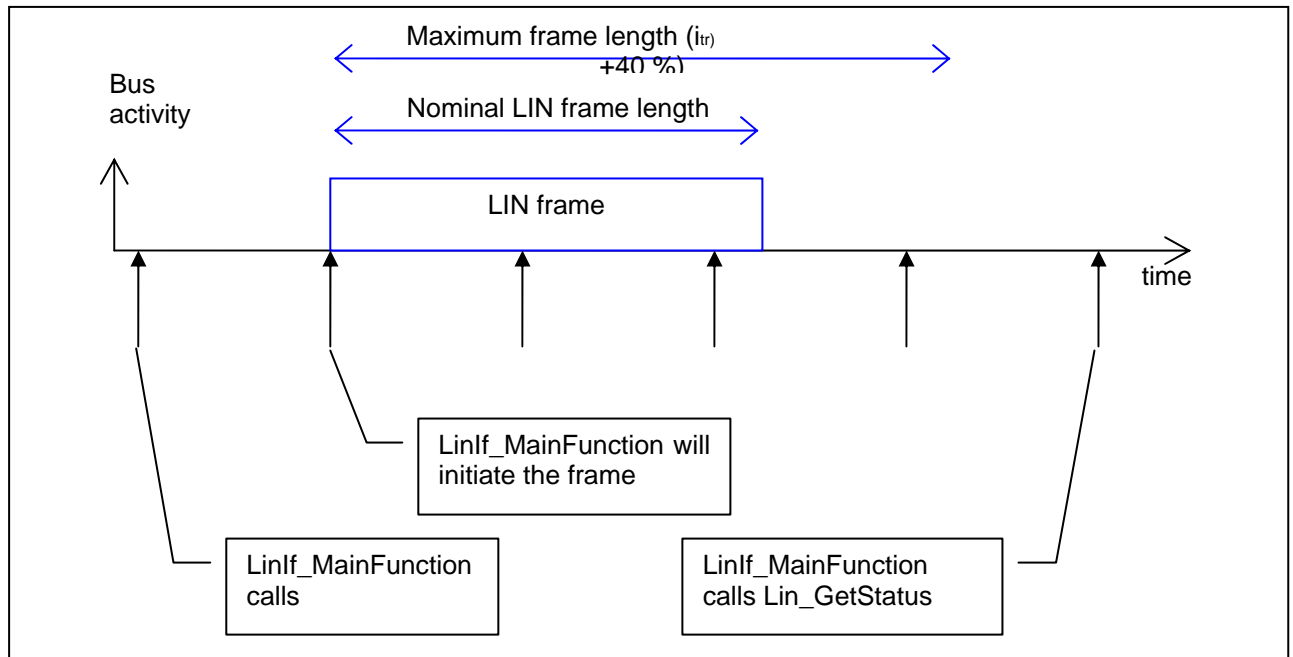 Maximum frame length (itr)
+40 %)
Bus
activity
Nominal LIN frame length
LIN frame
time
LinIf_MainFunction will
initiate the frame
LinIf_MainFunction
calls
LinIf_MainFunction
calls Lin_GetStatus